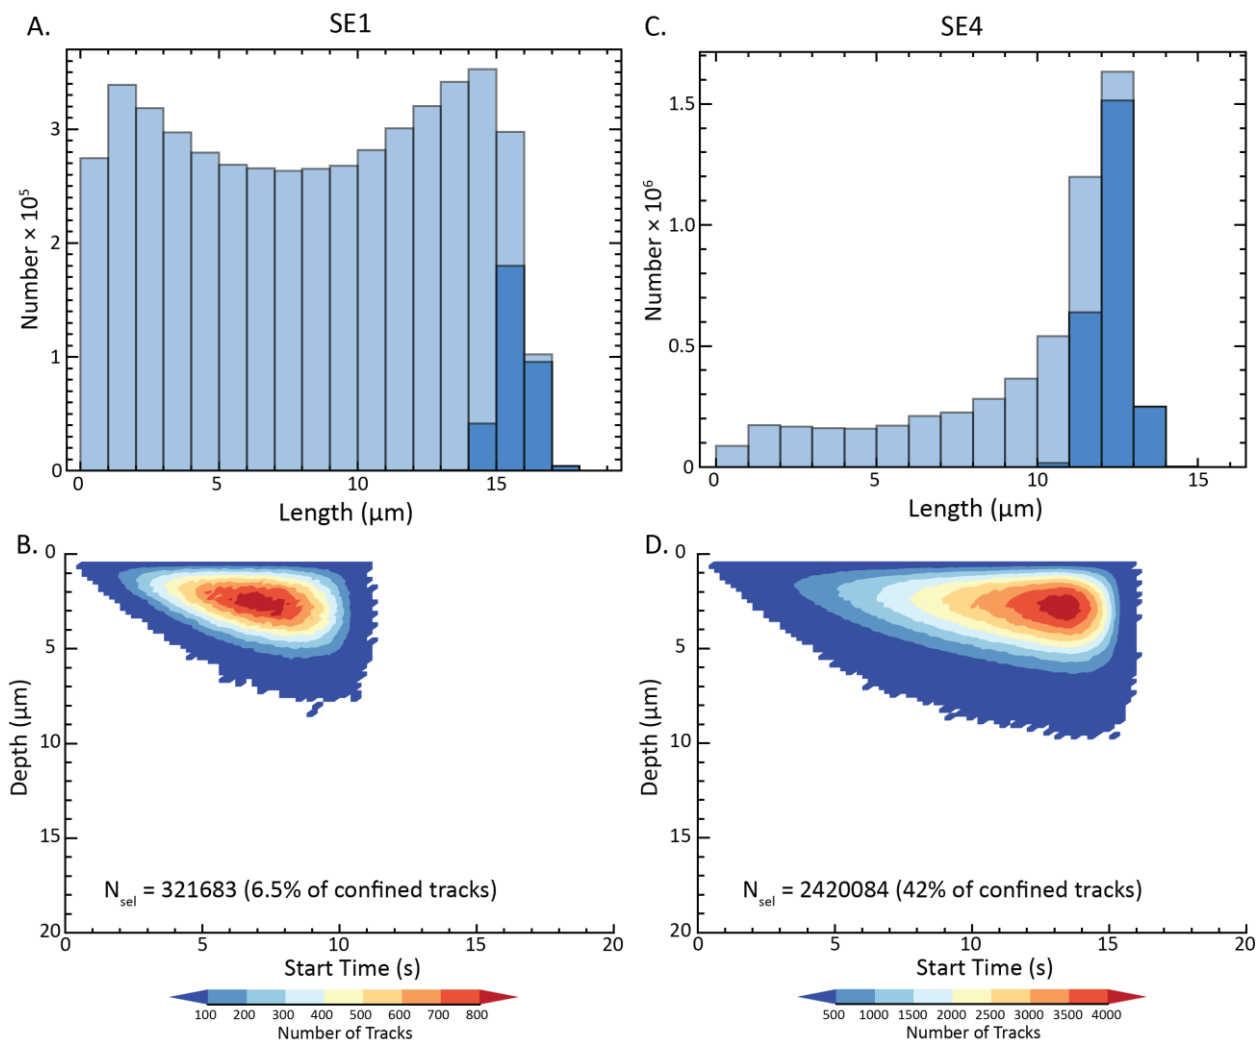 A.
SE1
3
2
1
0
Number × 10⁵
0
5
10
15
Length (µm)
C.
SE4
1.5
1.0
0.5
0
Number × 10⁶
0
5
10
15
Length (µm)
B.
0
5
10
15
20
Depth (µm)
N_sel = 321683 (6.5% of confined tracks)
0
5
10
15
20
Start Time (s)
100 200 300 400 500 600 700 800
Number of Tracks
D.
0
5
10
15
20
Depth (µm)
N_sel = 2420084 (42% of confined tracks)
0
5
10
15
20
Start Time (s)
500 1000 1500 2000 2500 3000 3500 4000
Number of Tracks